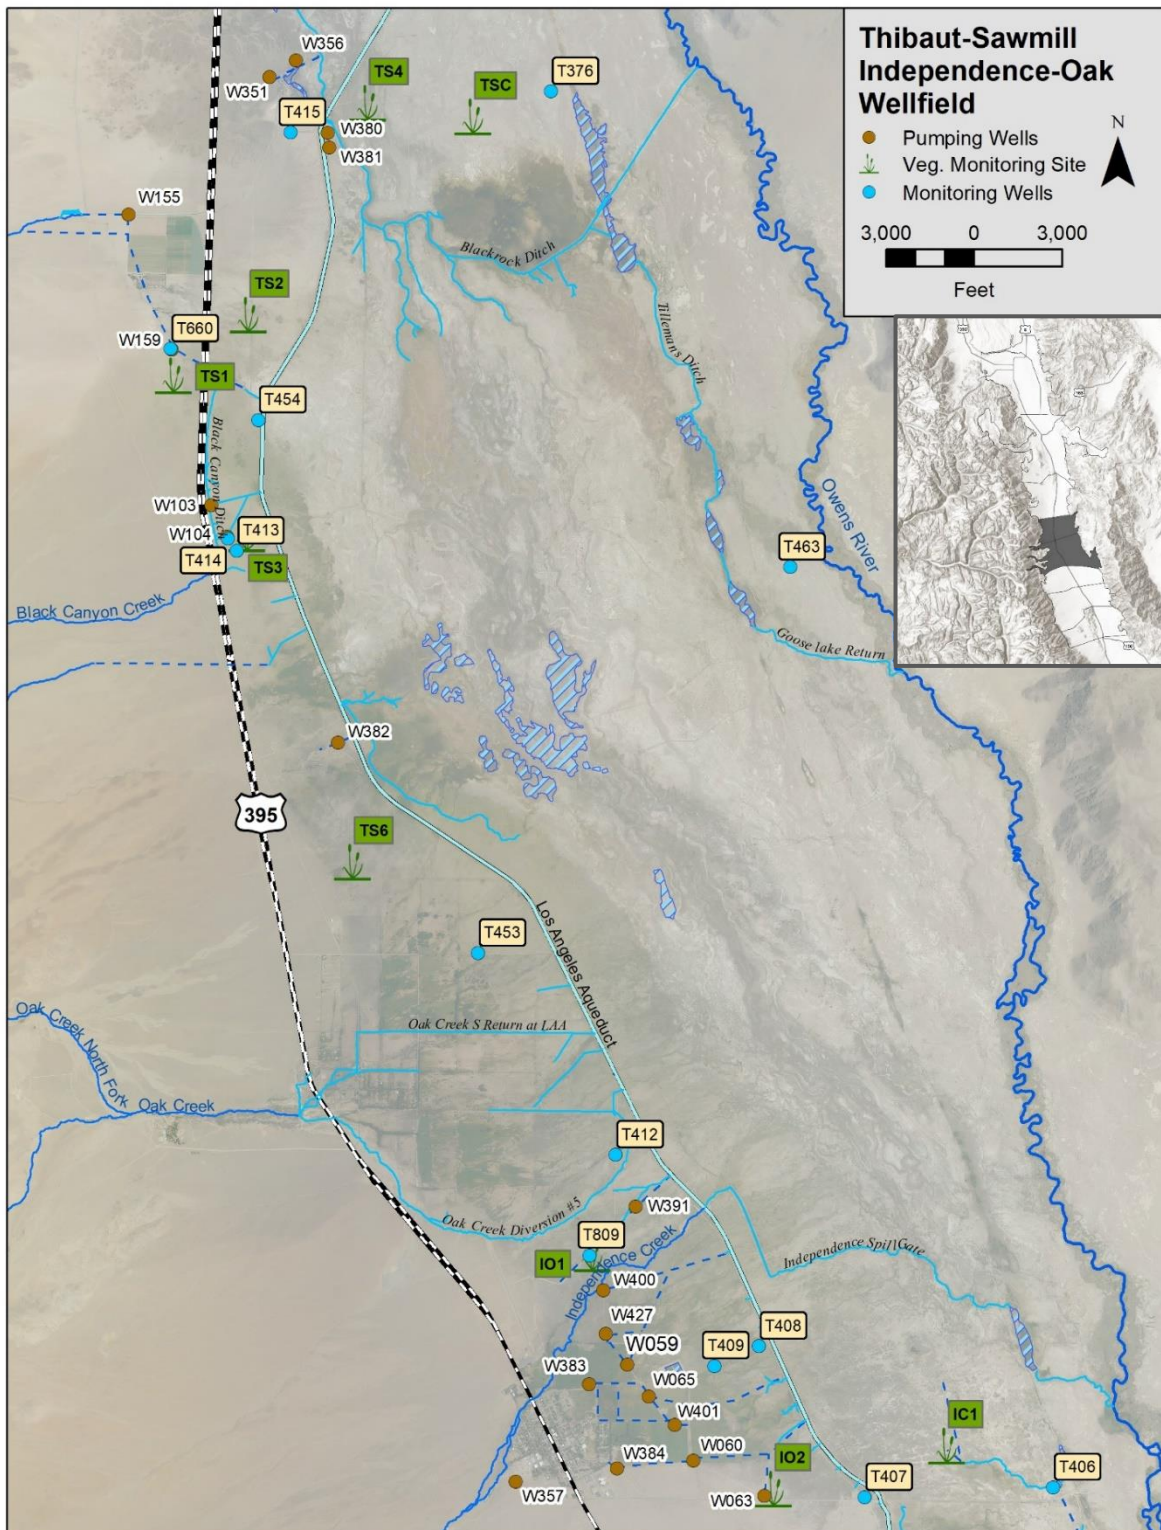 Thibaut-Sawmill
Independence-Oak
Wellfield
Pumping Wells
Veg. Monitoring Site
Monitoring Wells
N
3,000 0 3,000
Feet
W356
W351
TS4
TSC
T376
T415
W380
W381
W155
Blackrock Ditch
TS2
T660
W159
TS1
Tilleman's Ditch
T454
Black Canyon Ditch
W103
W104
T413
T414
TS3
T463
Owens River
Black Canyon Creek
Goose lake Return
W382
395
TS6
T453
Los Angeles Aqueduct
Oak Creek S Return at LAA
Oak Creek North Fork
Oak Creek
T412
W391
Oak Creek Diversion #5
T809
IO1
Independence Creek
Independence Spill Gate
W400
W427
W059
T408
T409
W383
W065
W401
IC1
W060
W384
IO2
T406
T407
W357
W063